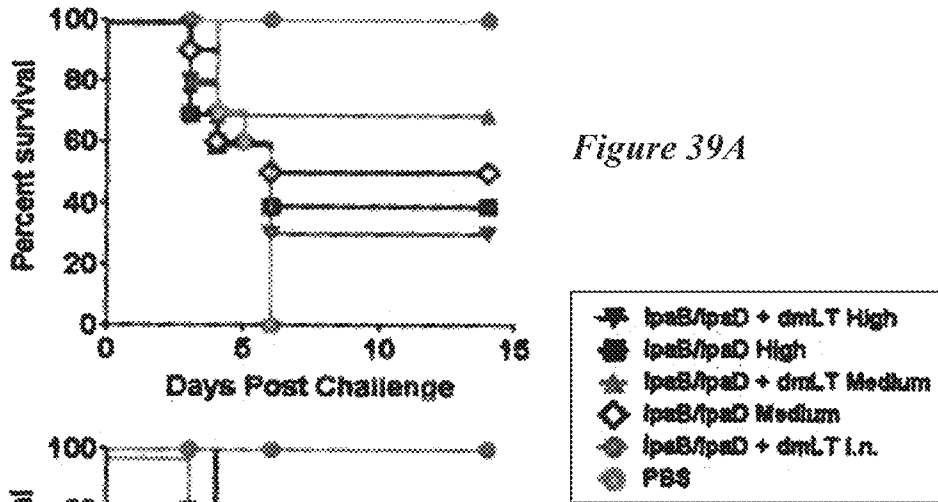 100
80
60
40
20
0
Percent survival
0 5 10 15
Days Post Challenge
Figure 39A
IpaB/IpaD + dmLT High
IpaB/IpaD High
IpaB/IpaD + dmLT Medium
IpaB/IpaD Medium
IpaB/IpaD + dmLT i.n.
PBS
100